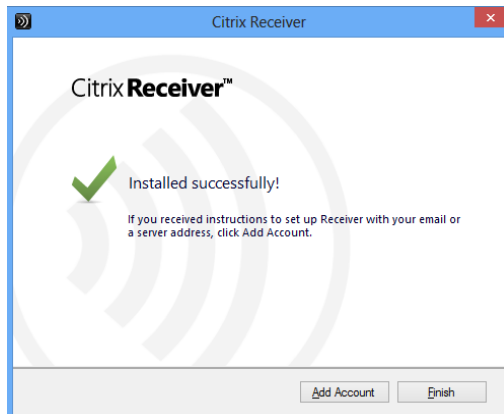 Citrix Receiver
Citrix Receiver™
Installed successfully!
If you received instructions to set up Receiver with your email or
a server address, click Add Account.
Add Account
Finish